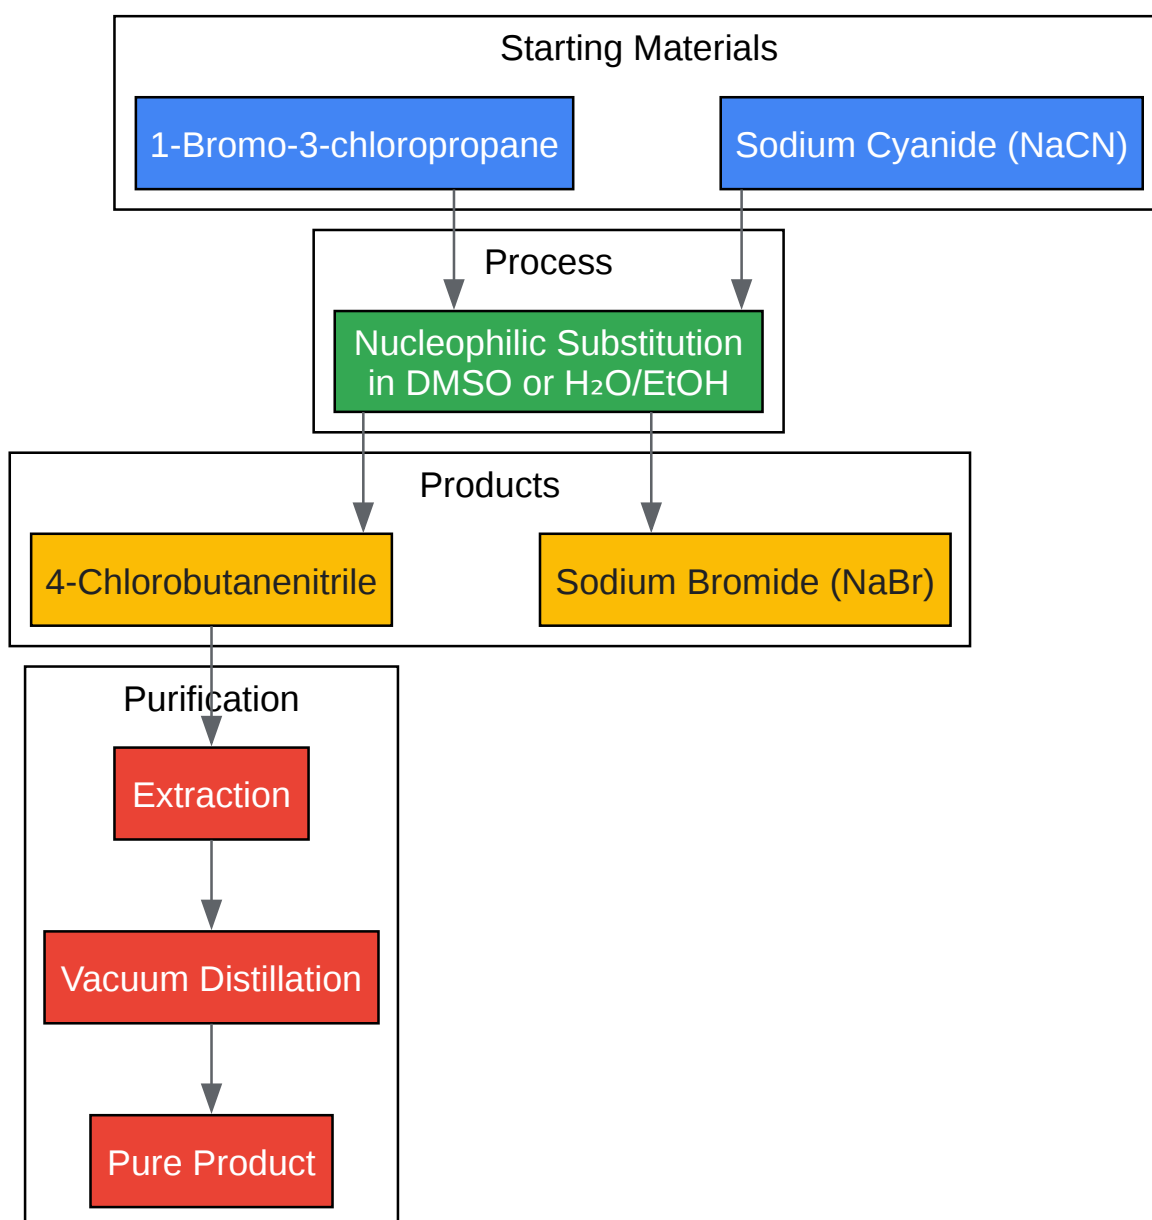 Starting Materials
1-Bromo-3-chloropropane
Sodium Cyanide (NaCN)
Process
Nucleophilic Substitution
in DMSO or H₂O/EtOH
Products
4-Chlorobutanenitrile
Sodium Bromide (NaBr)
Purification
Extraction
Vacuum Distillation
Pure Product